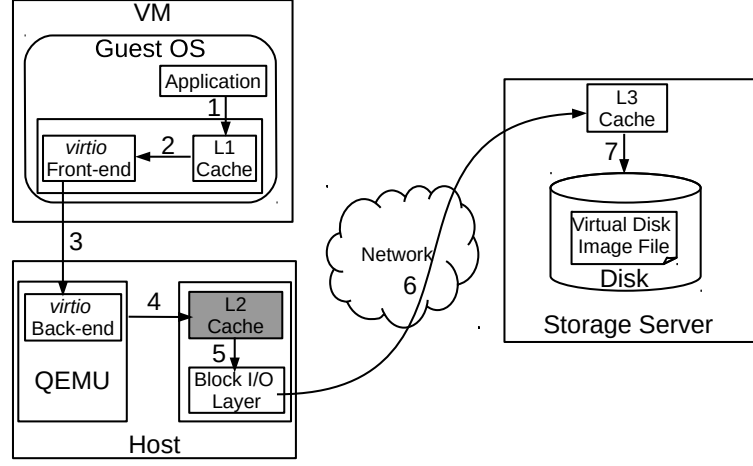 VM
Guest OS
Application
1
virtio
Front-end
2
L1
Cache
3
virtio
Back-end
4
L2
Cache
5
QEMU
Block I/O
Layer
Host
Network
6
L3
Cache
7
Virtual Disk
Image File
Disk
Storage Server